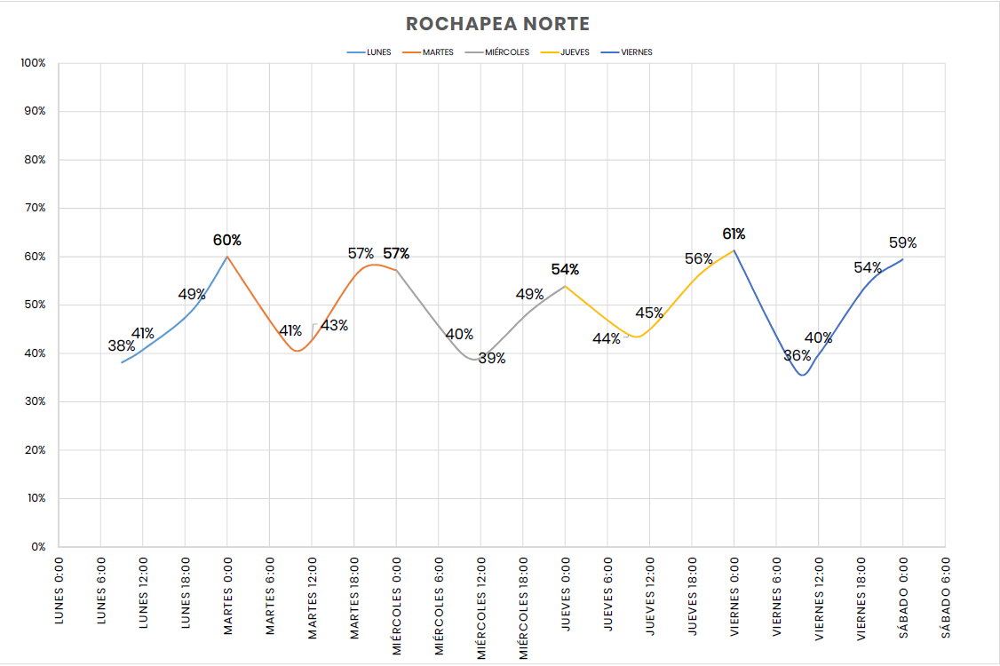 ROCHAPEA NORTE
LUNES MARTES MIÉRCOLES JUEVES VIERNES
100%
90%
80%
70%
60%
50%
40%
30%
20%
10%
0%
38%
41%
49%
60%
41%
43%
57%
57%
40%
39%
49%
54%
44%
45%
56%
61%
36%
40%
54%
59%
LUNES 0:00
LUNES 6:00
LUNES 12:00
LUNES 18:00
MARTES 0:00
MARTES 6:00
MARTES 12:00
MARTES 18:00
MIÉRCOLES 0:00
MIÉRCOLES 6:00
MIÉRCOLES 12:00
MIÉRCOLES 18:00
JUEVES 0:00
JUEVES 6:00
JUEVES 12:00
JUEVES 18:00
VIERNES 0:00
VIERNES 6:00
VIERNES 12:00
VIERNES 18:00
SÁBADO 0:00
SÁBADO 6:00